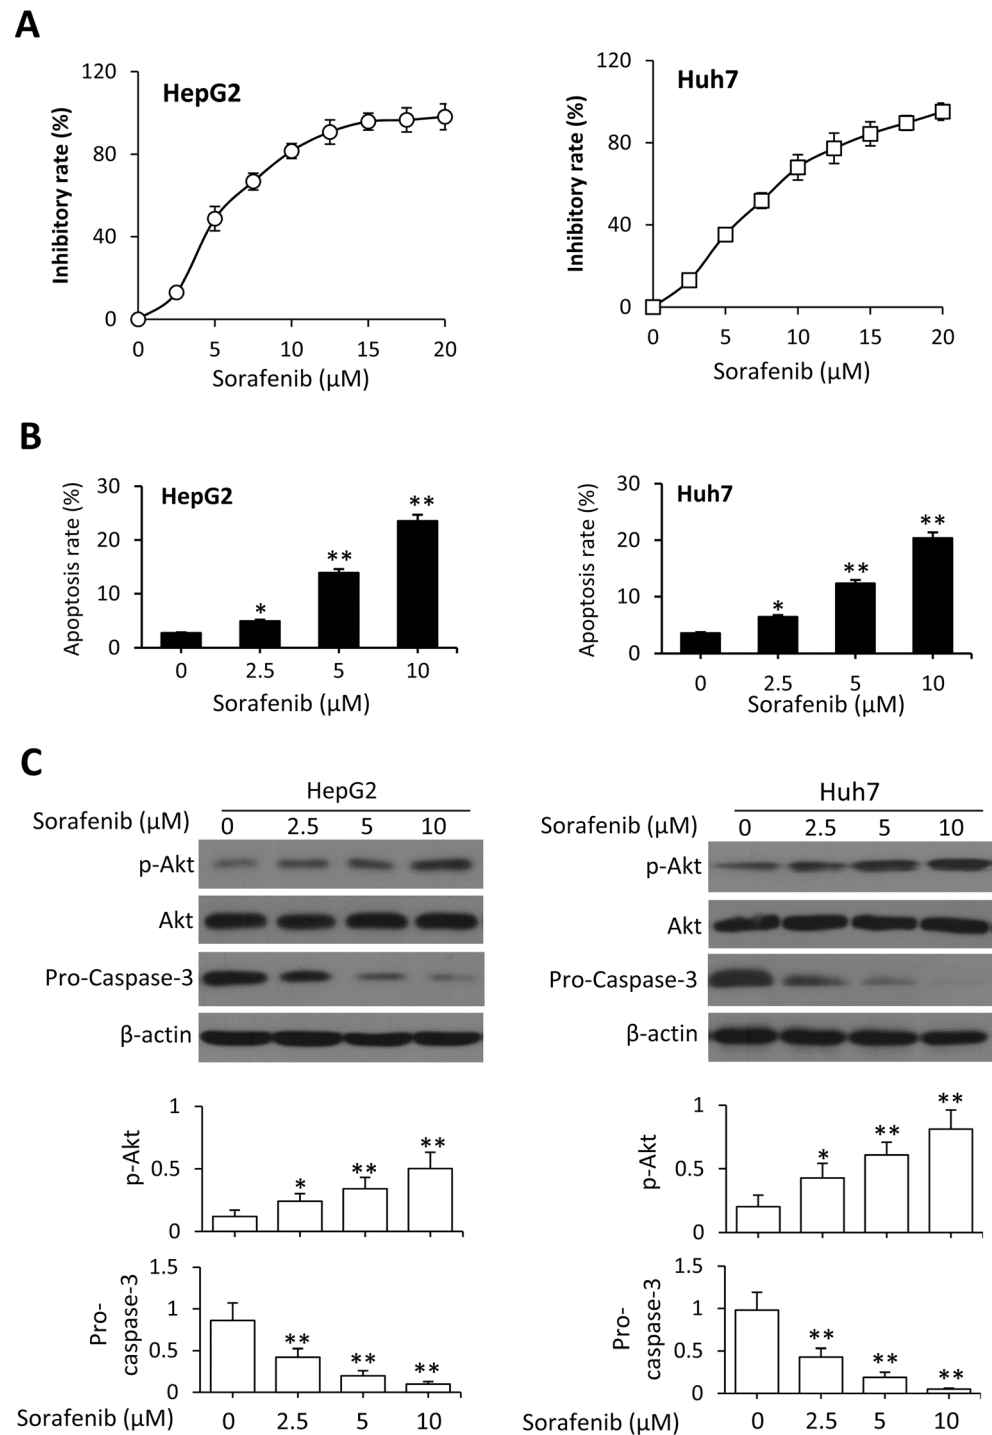 A
HepG2
Inhibitory rate (%)
120
80
40
0
0 5 10 15 20
Sorafenib (μM)
Huh7
Inhibitory rate (%)
120
80
40
0
0 5 10 15 20
Sorafenib (μM)
B
HepG2
Apoptosis rate (%)
30
20
10
0
* ** **
0 2.5 5 10
Sorafenib (μM)
Huh7
Apoptosis rate (%)
30
20
10
0
* ** **
0 2.5 5 10
Sorafenib (μM)
C
HepG2
Sorafenib (μM) 0 2.5 5 10
p-Akt
Akt
Pro-Caspase-3
β-actin
Huh7
Sorafenib (μM) 0 2.5 5 10
p-Akt
Akt
Pro-Caspase-3
β-actin
p-Akt
1
0.5
0
* ** **
Pro-
caspase-3
1.5
1
0.5
0
** ** **
Sorafenib (μM) 0 2.5 5 10
p-Akt
1
0.5
0
* ** **
Pro-
caspase-3
1.5
1
0.5
0
** ** **
Sorafenib (μM) 0 2.5 5 10